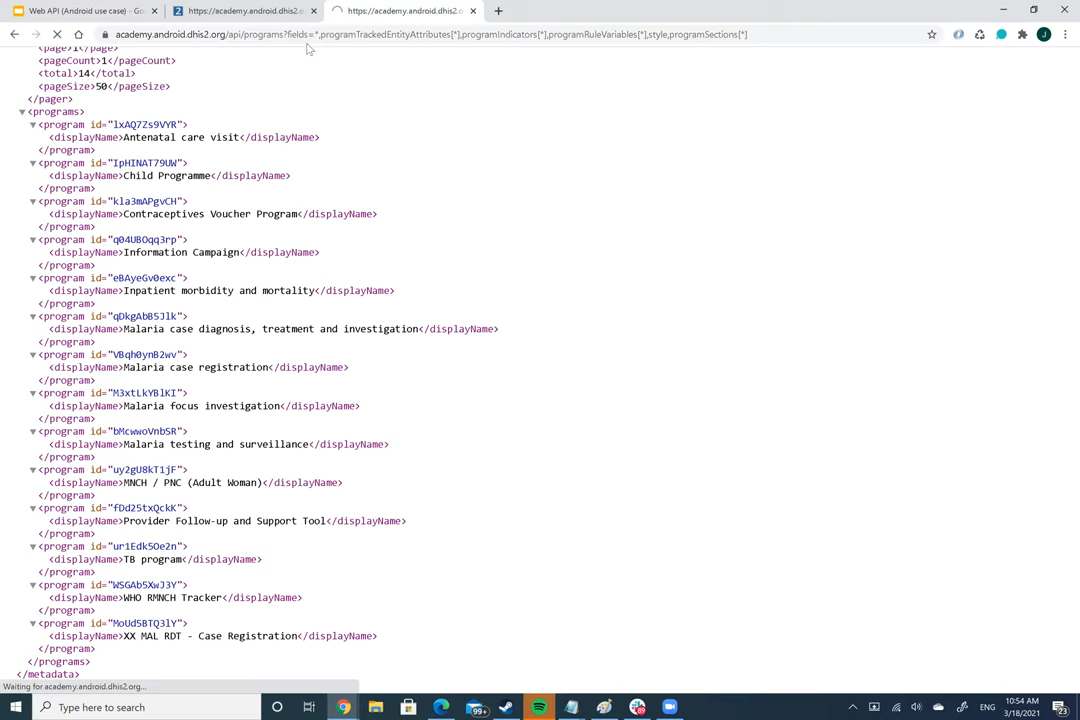 Web API (Android use case) - Go
https://academy.android.dhis2.o
https://academy.android.dhis2.o
academy.android.dhis2.org/api/programs?fields=*,programTrackedEntityAttributes[*],programIndicators[*],programRuleVariables[*],style,programSections[*]
<page>1</page>
<pageCount>1</pageCount>
<total>14</total>
<pageSize>50</pageSize>
</pager>
<programs>
<program id="lxAQ7Zs9VYR">
<displayName>Antenatal care visit</displayName>
</program>
<program id="IpHINAT79UW">
<displayName>Child Programme</displayName>
</program>
<program id="kla3mAPgvCH">
<displayName>Contraceptives Voucher Program</displayName>
</program>
<program id="q04UBOqq3rp">
<displayName>Information Campaign</displayName>
</program>
<program id="eBAyeGv0exc">
<displayName>Inpatient morbidity and mortality</displayName>
</program>
<program id="qDkgAbB5Jlk">
<displayName>Malaria case diagnosis, treatment and investigation</displayName>
</program>
<program id="VBqh0ynB2wv">
<displayName>Malaria case registration</displayName>
</program>
<program id="M3xtLkYBlKI">
<displayName>Malaria focus investigation</displayName>
</program>
<program id="bMcwwoVnbSR">
<displayName>Malaria testing and surveillance</displayName>
</program>
<program id="uy2gU8kT1jF">
<displayName>MNCH / PNC (Adult Woman)</displayName>
</program>
<program id="fDd25txQckK">
<displayName>Provider Follow-up and Support Tool</displayName>
</program>
<program id="ur1Edk5Oe2n">
<displayName>TB program</displayName>
</program>
<program id="WSGAb5XwJ3Y">
<displayName>WHO RMNCH Tracker</displayName>
</program>
<program id="MoUd5BTQ3lY">
<displayName>XX MAL RDT - Case Registration</displayName>
</program>
</programs>
</metadata>
Waiting for academy.android.dhis2.org...
Type here to search
99+
ENG
10:54 AM
3/18/2021
23